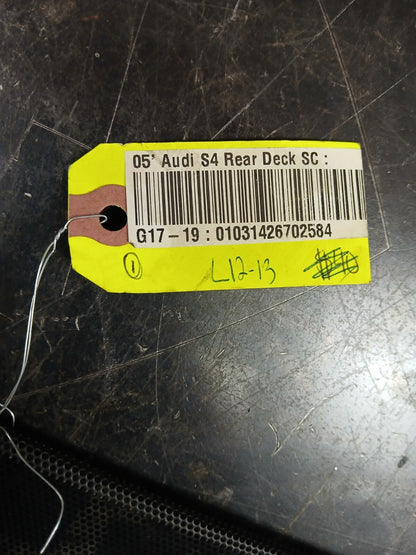 05' Audi S4 Rear Deck SC :
G17-19 : 01031426702584
1
L12-13